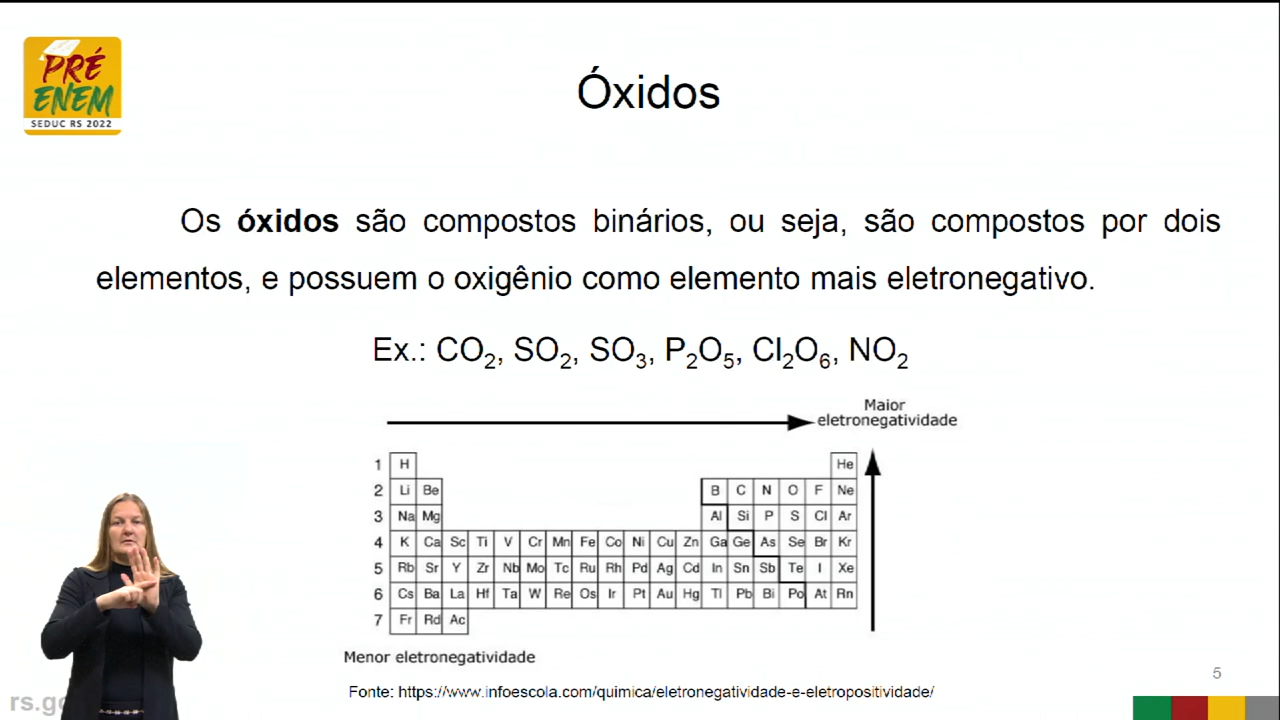 PRÉ
ENEM
SEDUC RS 2022
Óxidos
Os óxidos são compostos binários, ou seja, são compostos por dois
elementos, e possuem o oxigênio como elemento mais eletronegativo.
Ex.: CO₂, SO₂, SO₃, P₂O₅, Cl₂O₆, NO₂
Maior
eletronegatividade
1 H He
2 Li Be B C N O F Ne
3 Na Mg Al Si P S Cl Ar
4 K Ca Sc Ti V Cr Mn Fe Co Ni Cu Zn Ga Ge As Se Br Kr
5 Rb Sr Y Zr Nb Mo Tc Ru Rh Pd Ag Cd In Sn Sb Te I Xe
6 Cs Ba La Hf Ta W Re Os Ir Pt Au Hg Tl Pb Bi Po At Rn
7 Fr Rd Ac
Menor eletronegatividade
Fonte: https://www.infoescola.com/quimica/eletronegatividade-e-eletropositividade/
5